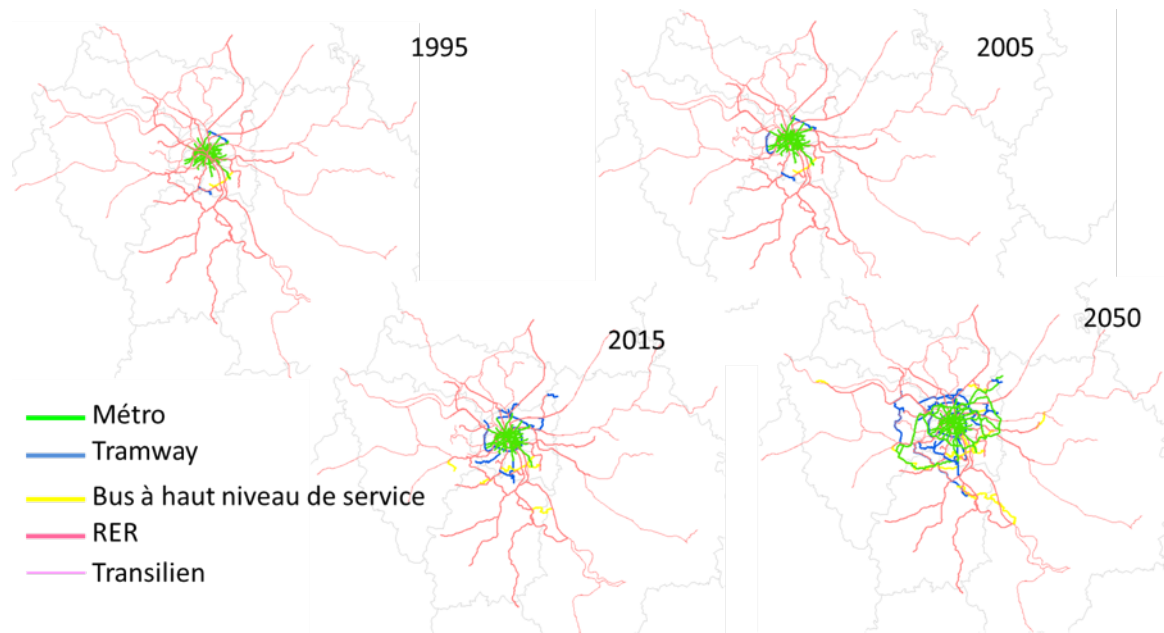 1995
2005
2015
2050
Métro
Tramway
Bus à haut niveau de service
RER
Transilien